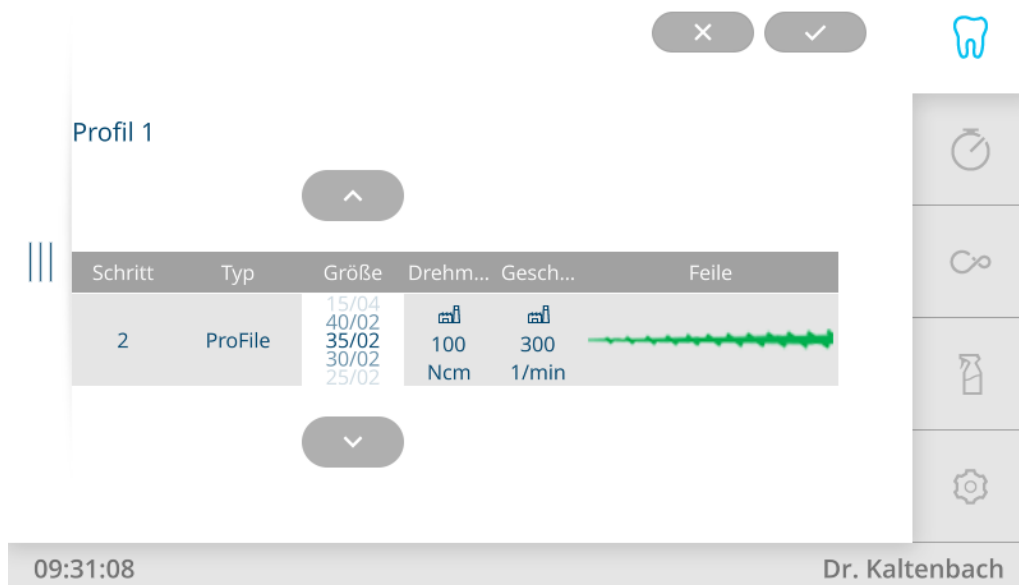 Profil 1
Schritt Typ Größe Drehm... Gesch... Feile
15/04
40/02
2 ProFile 35/02 100 300
30/02 Ncm 1/min
25/02
09:31:08 Dr. Kaltenbach